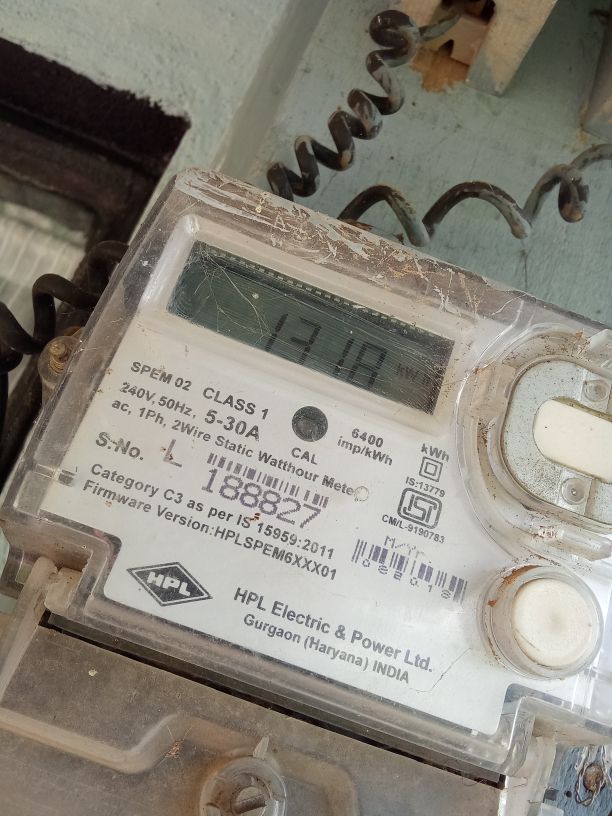 kWh
SPEM 02 CLASS 1
240V, 50Hz, 5-30A
ac, 1Ph, 2Wire Static Watthour Meter
CAL
6400
imp/kWh
kWh
IS:13779
CM/L-9190783
S.No. L 188827
Category C3 as per IS 15959:2011
Firmware Version:HPLSPEM6XXX01
HPL
HPL Electric & Power Ltd.
Gurgaon (Haryana) INDIA